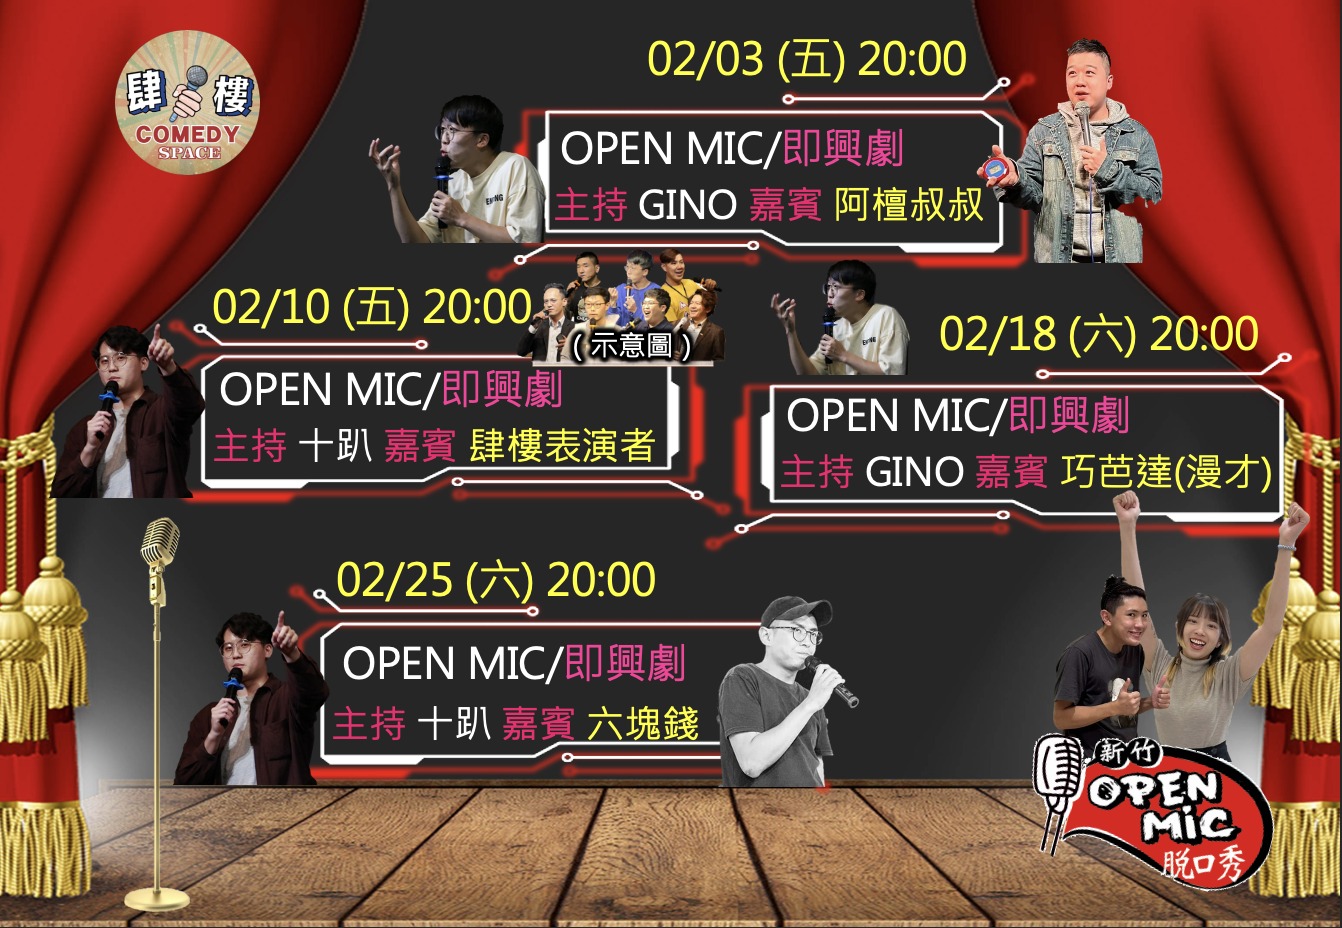 肆樓
COMEDY
SPACE
02/03 (五) 20:00
OPEN MIC/即興劇
主持 GINO 嘉賓 阿檀叔叔
02/10 (五) 20:00
(示意圖)
OPEN MIC/即興劇
主持 十趴 嘉賓 肆樓表演者
02/18 (六) 20:00
OPEN MIC/即興劇
主持 GINO 嘉賓 巧芭達(漫才)
02/25 (六) 20:00
OPEN MIC/即興劇
主持 十趴 嘉賓 六塊錢
新竹
OPEN
MiC
脫口秀